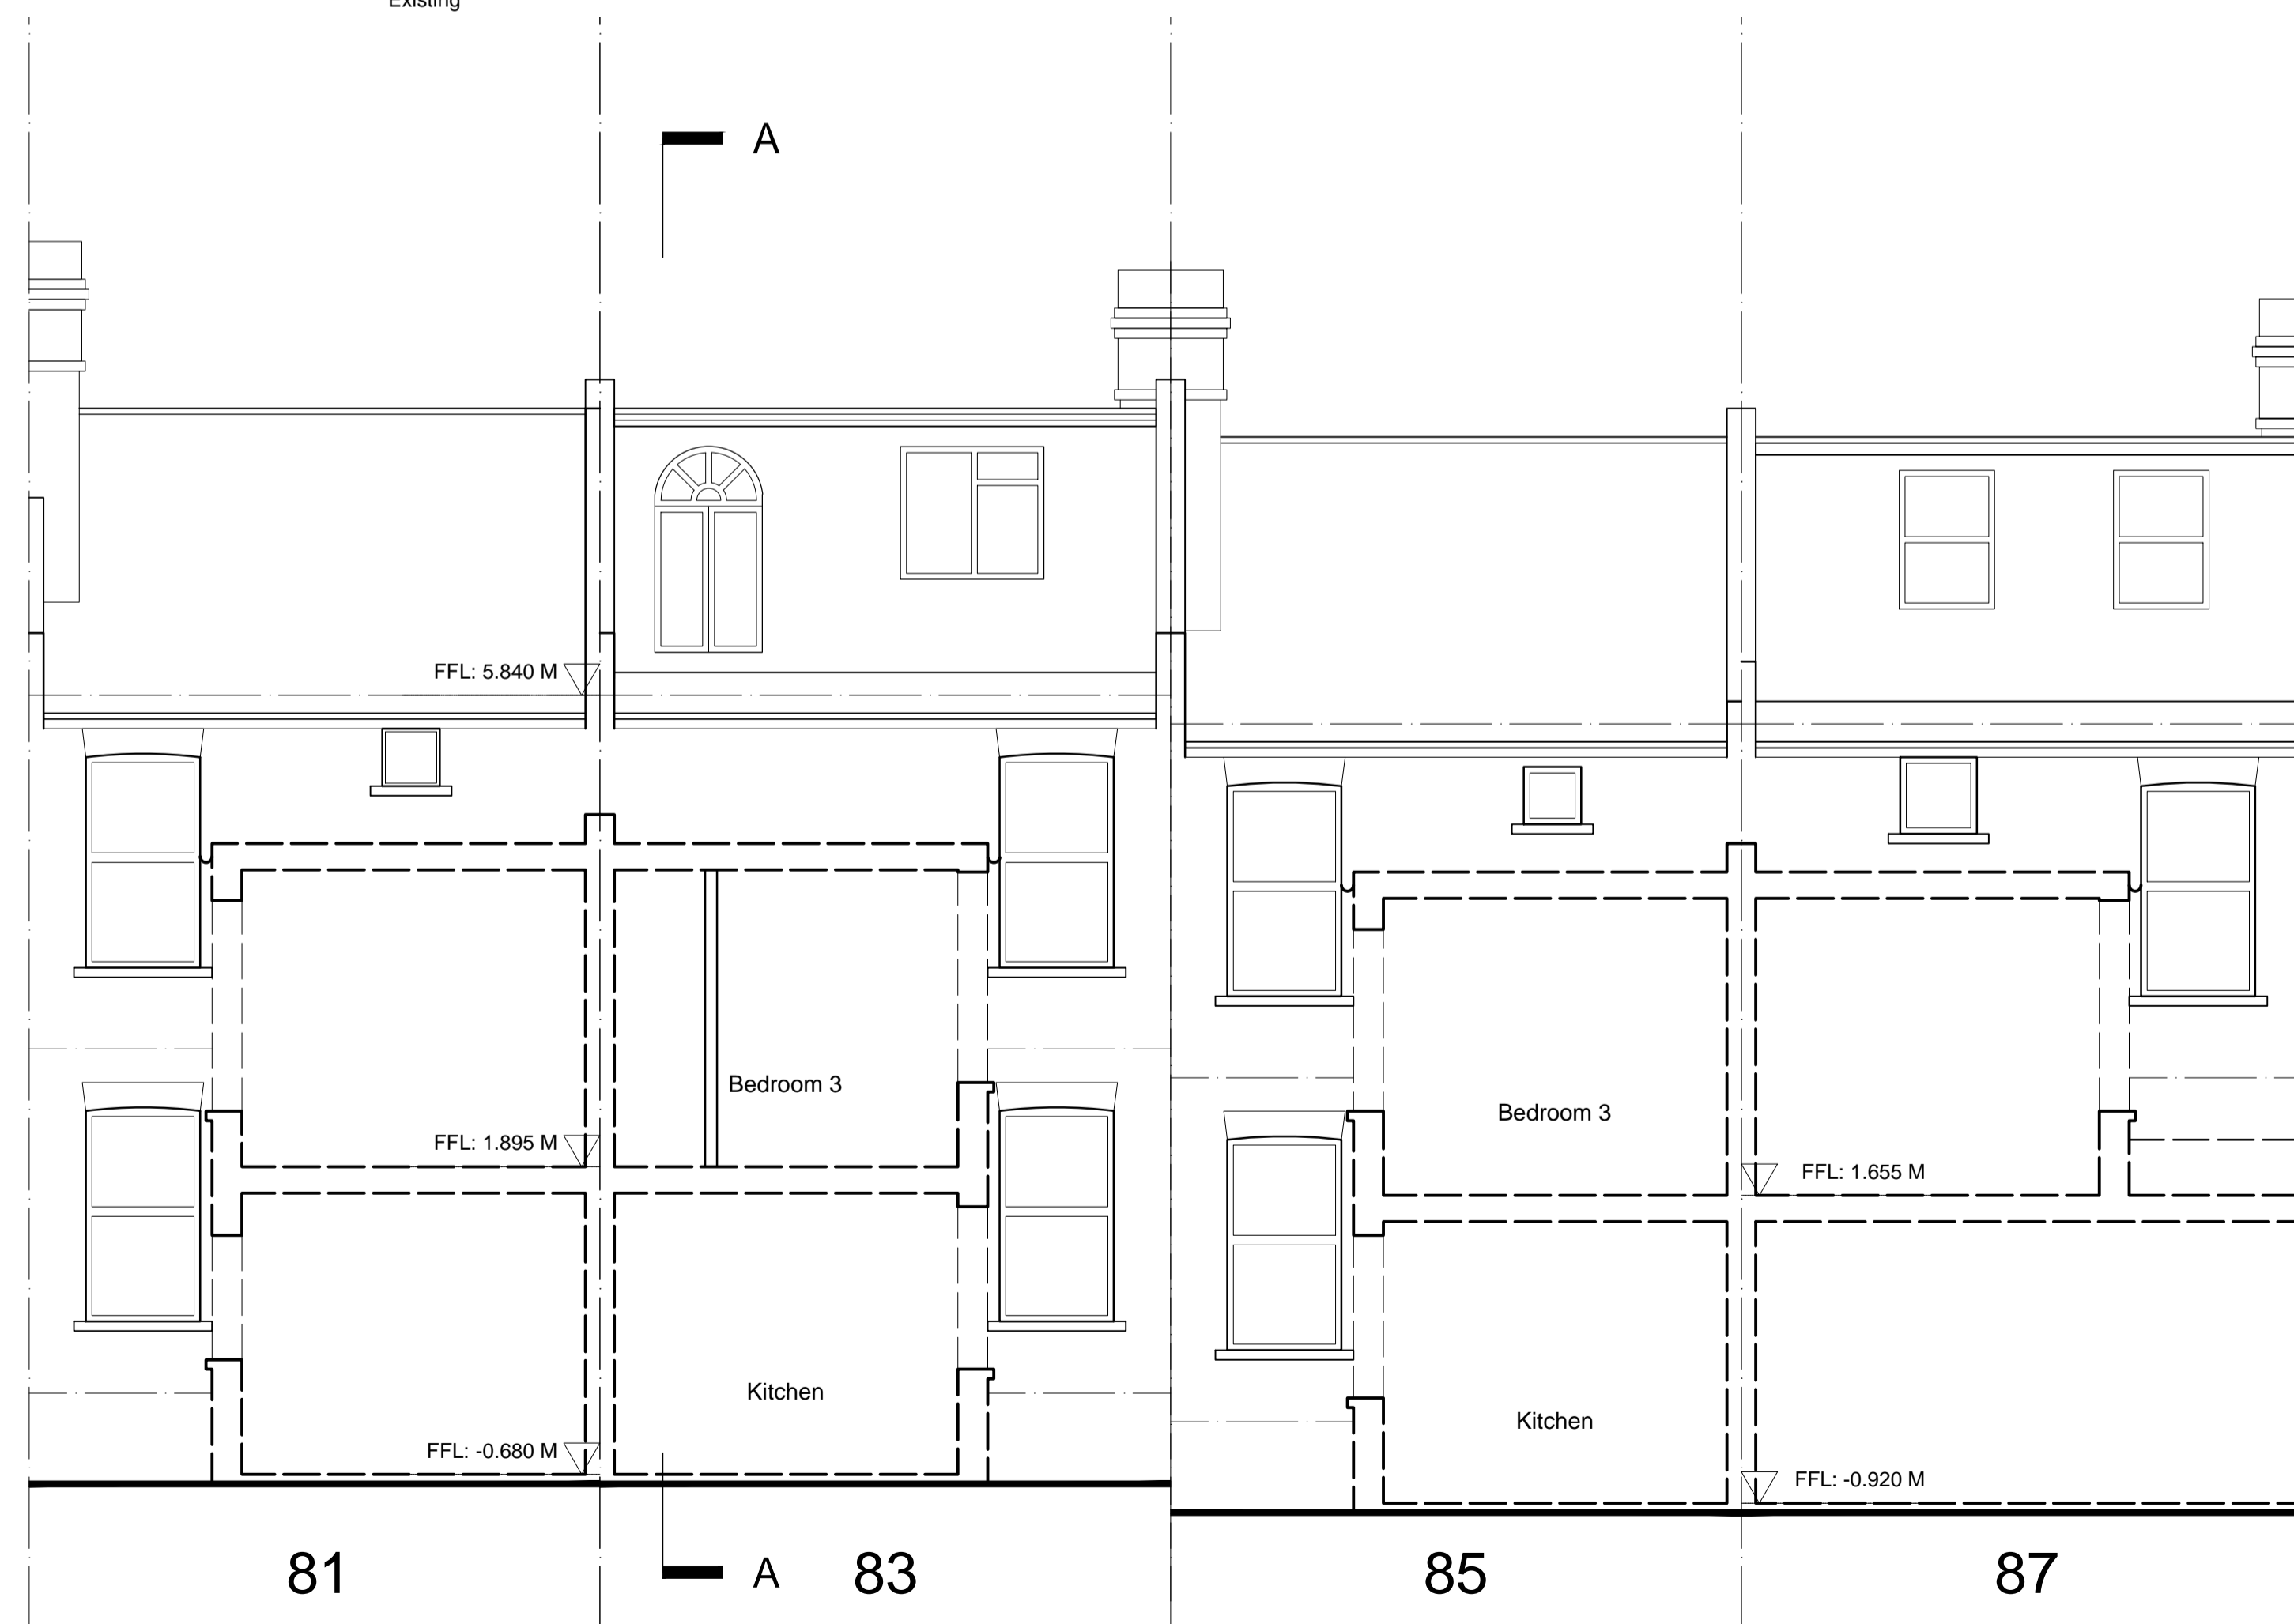 Existing
A
FFL: 5.840 M
Bedroom 3
Bedroom 3
FFL: 1.895 M
FFL: 1.655 M
Kitchen
Kitchen
FFL: -0.680 M
FFL: -0.920 M
81
A
83
85
87